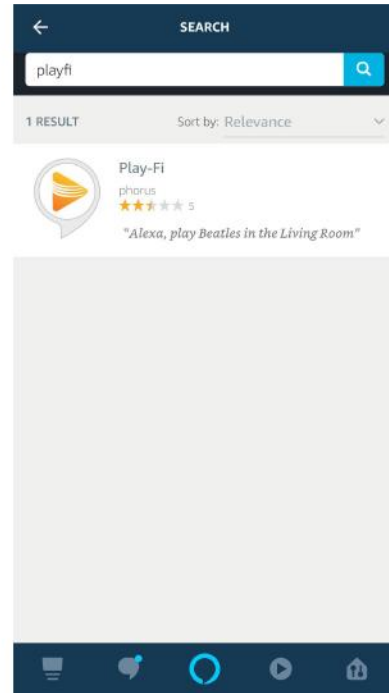 SEARCH
playfi
1 RESULT Sort by: Relevance
Play-Fi
phorus
5
"Alexa, play Beatles in the Living Room"